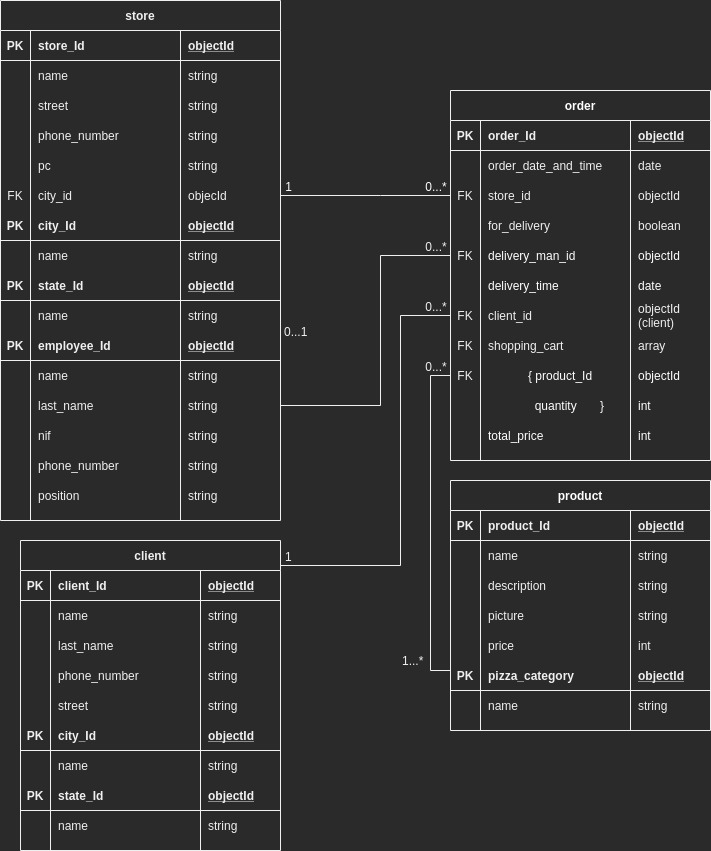 store
PK store_Id objectId
name string
street string
phone_number string
pc string
FK city_id objecId
PK city_Id objectId
name string
PK state_Id objectId
name string
PK employee_Id objectId
name string
last_name string
nif string
phone_number string
position string
1
0...*
0...*
0...1
0...*
0...*
order
PK order_Id objectId
order_date_and_time date
FK store_id objectId
for_delivery boolean
FK delivery_man_id objectId
delivery_time date
FK client_id objectId
(client)
FK shopping_cart array
FK { product_Id objectId
quantity } int
total_price int
client
PK client_Id objectId
name string
last_name string
phone_number string
street string
PK city_Id objectId
name string
PK state_Id objectId
name string
1
1...*
product
PK product_Id objectId
name string
description string
picture string
price int
PK pizza_category objectId
name string